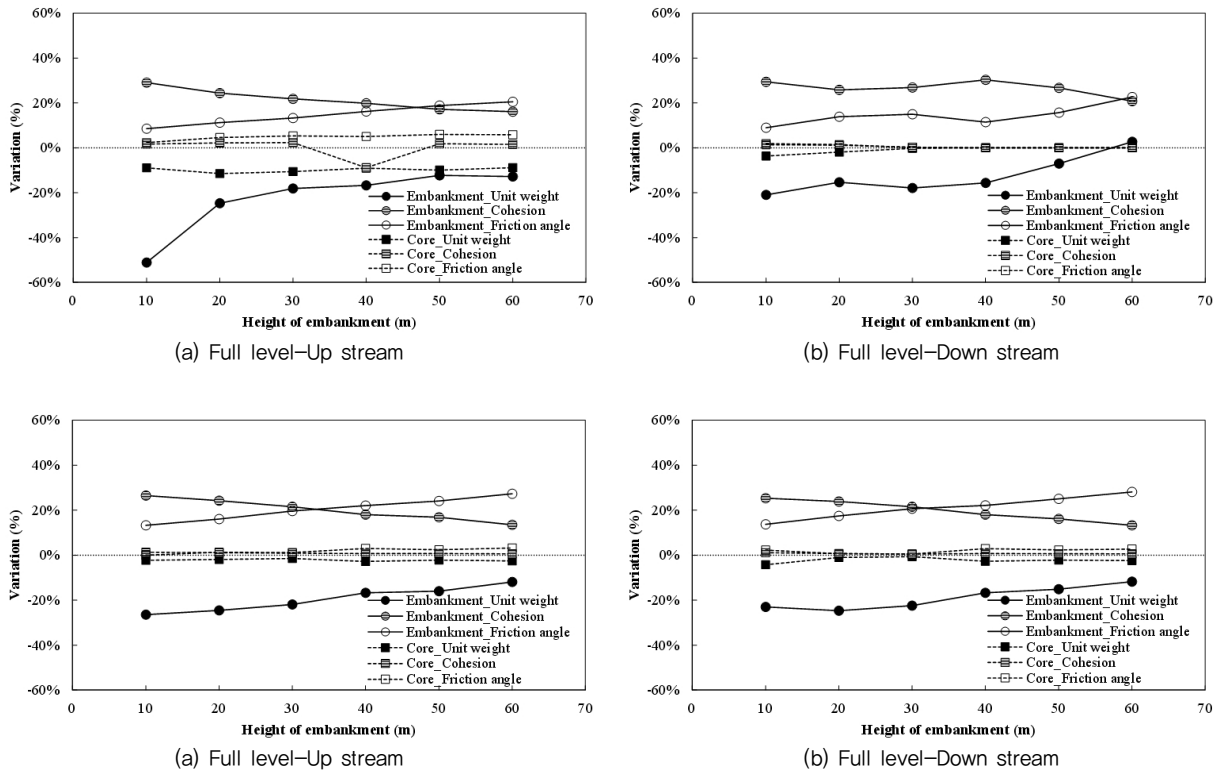 60%
40%
20%
0%
-20%
-40%
-60%
Variation (%)
Embankment_Unit weight
Embankment_Cohesion
Embankment_Friction angle
Core_Unit weight
Core_Cohesion
Core_Friction angle
0 10 20 30 40 50 60 70
Height of embankment (m)
(a) Full level-Up stream
60%
40%
20%
0%
-20%
-40%
-60%
Variation (%)
Embankment_Unit weight
Embankment_Cohesion
Embankment_Friction angle
Core_Unit weight
Core_Cohesion
Core_Friction angle
0 10 20 30 40 50 60 70
Height of embankment (m)
(b) Full level-Down stream
60%
40%
20%
0%
-20%
-40%
-60%
Variation (%)
Embankment_Unit weight
Embankment_Cohesion
Embankment_Friction angle
Core_Unit weight
Core_Cohesion
Core_Friction angle
0 10 20 30 40 50 60 70
Height of embankment (m)
(a) Full level-Up stream
60%
40%
20%
0%
-20%
-40%
-60%
Variation (%)
Embankment_Unit weight
Embankment_Cohesion
Embankment_Friction angle
Core_Unit weight
Core_Cohesion
Core_Friction angle
0 10 20 30 40 50 60 70
Height of embankment (m)
(b) Full level-Down stream